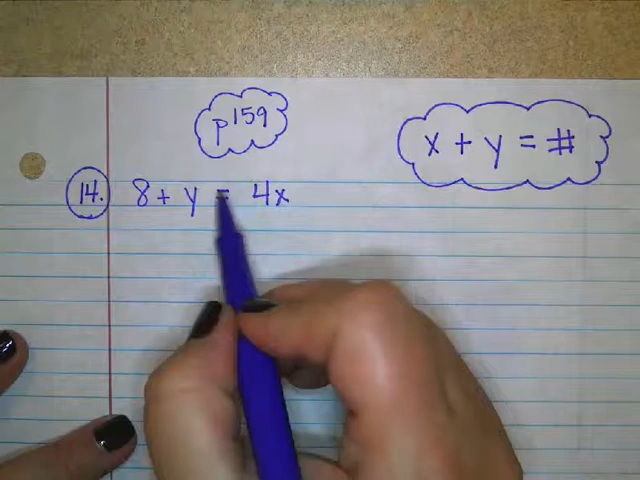 p159
x + y = #
14. 8 + y = 4x